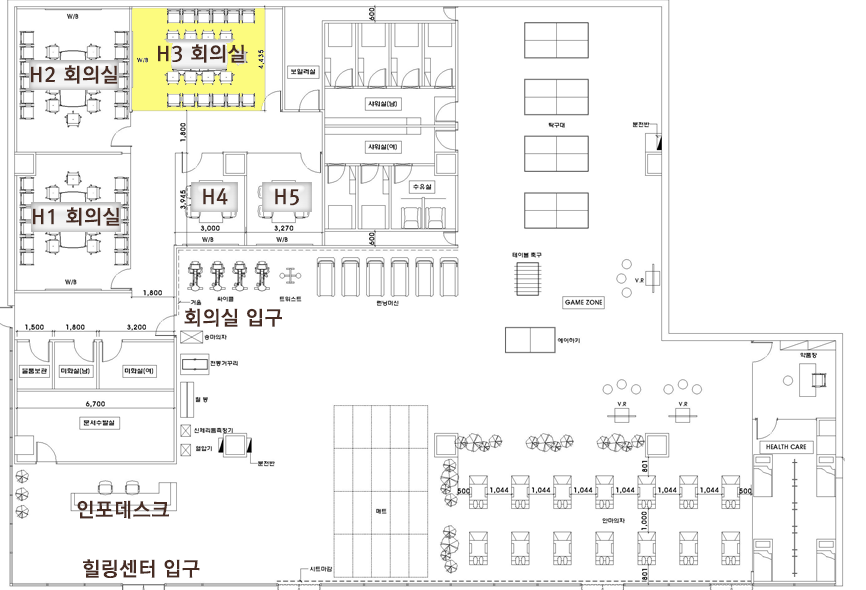 W/B
H2 회의실
W/B
H3 회의실
4,435
보일러실
600
샤워실(남)
샤워실(여)
수유실
600
탁구대
분전반
1,800
3,945
H4
H5
3,000
3,270
W/B
W/B
H1 회의실
W/B
1,800
거울
싸이클
트위스트
런닝머신
테이블 축구
V.R
GAME ZONE
회의실 입구
1,500
1,800
3,200
승마의자
에어하키
물품보관
미화실(남)
미화실(여)
전동거꾸리
약품장
6,700
철 봉
V.R
V.R
문서수발실
신체리듬측정기
혈압기
분전반
HEALTH CARE
801
500
1,044
1,044
1,044
1,044
1,044
1,044
500
인포데스크
매트
1,000
안마의자
힐링센터 입구
시트마감
801